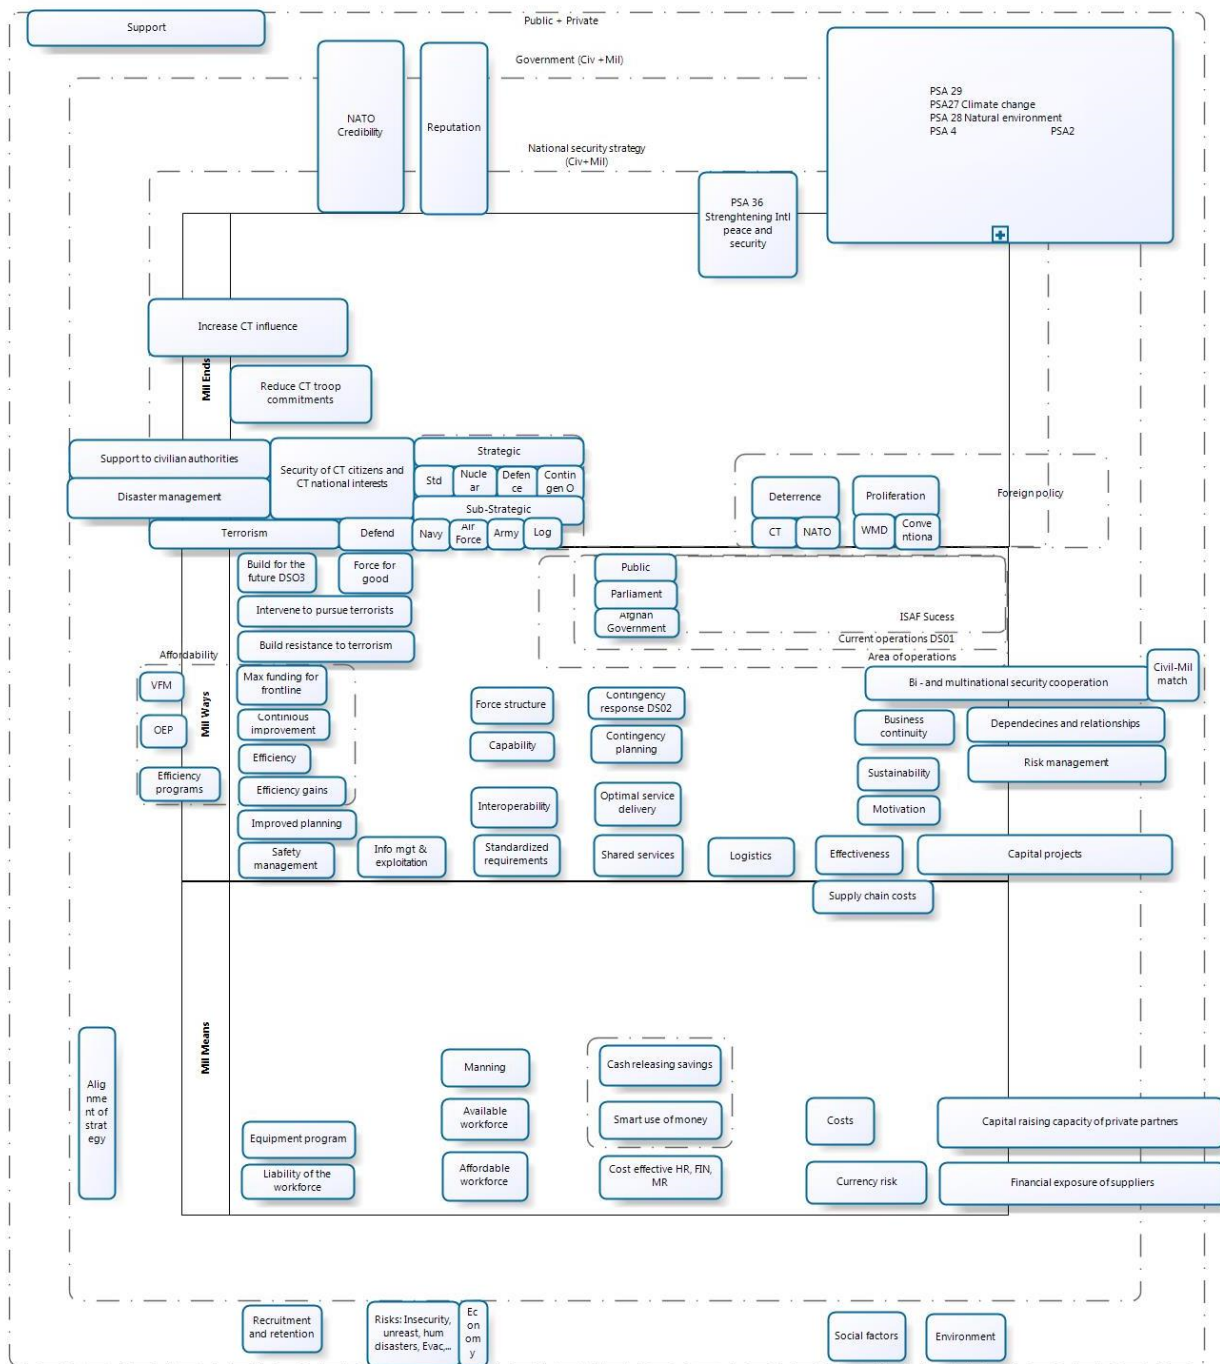 Support
Public + Private
Government (Civ +Mil)
NATO
Credibility
Reputation
PSA 29
PSA27 Climate change
PSA 28 Natural environment
PSA 4
PSA2
National security strategy
(Civ+Mil)
PSA 36
Strenghtening Intl
peace and
security
Increase CT influence
Mil Ends
Reduce CT troop
commitments
Support to civilian authorities
Disaster management
Security of CT citizens and
CT national interests
Strategic
Std
Nucle
ar
Defen
ce
Contin
gen O
Sub-Strategic
Terrorism
Defend
Navy
Air
Force
Army
Log
Deterrence
CT
NATO
Proliferation
WMD
Conve
ntiona
Foreign policy
Build for the
future DSO3
Force for
good
Intervene to pursue terrorists
Build resistance to terrorism
Public
Parliament
Afghan
Government
ISAF Sucess
Current operations DS01
Area of operations
Affordability
VFM
OEP
Efficiency
programs
Mil Ways
Max funding for
frontline
Continious
improvement
Efficiency
Efficiency gains
Improved planning
Safety
management
Info mgt &
exploitation
Force structure
Capability
Interoperability
Standardized
requirements
Contingency
response DS02
Contingency
planning
Optimal service
delivery
Shared services
Logistics
Bi - and multinational security cooperation
Civil-Mil
match
Business
continuity
Dependecines and relationships
Risk management
Sustainability
Motivation
Effectiveness
Capital projects
Supply chain costs
Mil Means
Alig
nme
nt of
strat
egy
Equipment program
Liability of the
workforce
Manning
Available
workforce
Affordable
workforce
Cash releasing savings
Smart use of money
Cost effective HR, FIN,
MR
Costs
Currency risk
Capital raising capacity of private partners
Financial exposure of suppliers
Recruitment
and retention
Risks: Insecurity,
unreast, hum
disasters, Evac,...
Ec
on
om
y
Social factors
Environment